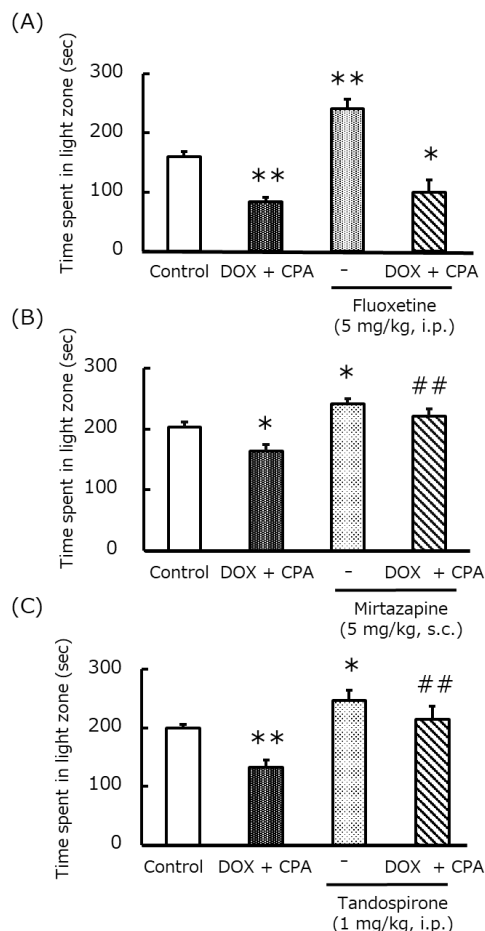 (A)
Time spent in light zone (sec)
300
200
100
0
**
**
*
Control DOX + CPA - DOX + CPA
Fluoxetine
(5 mg/kg, i.p.)
(B)
Time spent in light zone (sec)
300
200
100
0
*
*
##
Control DOX + CPA - DOX + CPA
Mirtazapine
(5 mg/kg, s.c.)
(C)
Time spent in light zone (sec)
300
200
100
0
**
*
##
Control DOX + CPA - DOX + CPA
Tandospirone
(1 mg/kg, i.p.)